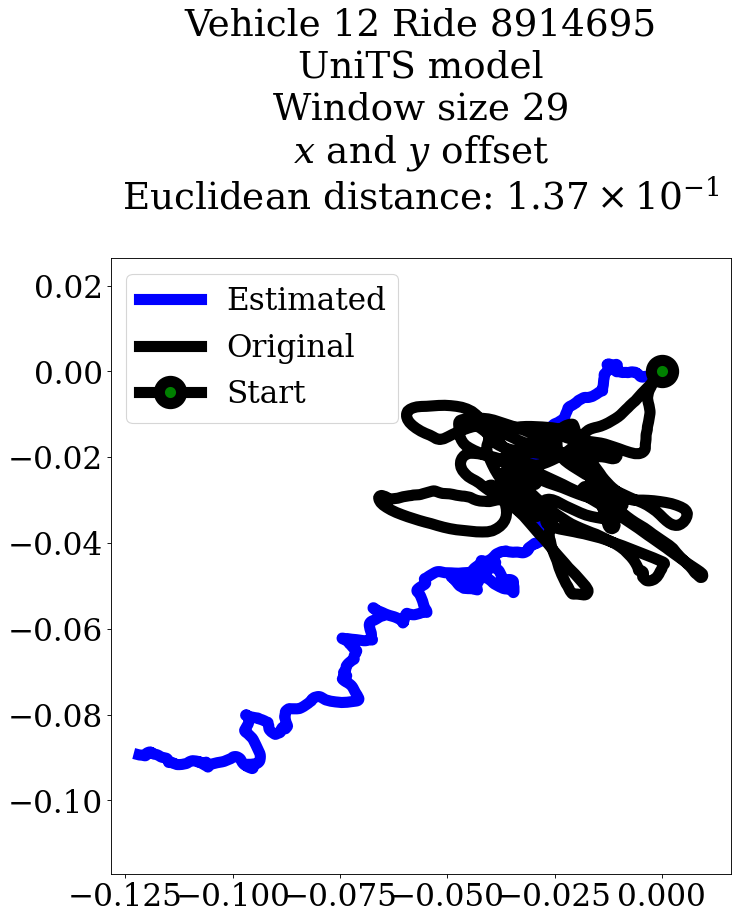 Vehicle 12 Ride 8914695
UniTS model
Window size 29
x and y offset
Euclidean distance: 1.37 × 10⁻¹
Estimated
Original
Start
0.02
0.00
−0.02
−0.04
−0.06
−0.08
−0.10
−0.125 −0.100 −0.075 −0.050 −0.025 0.000